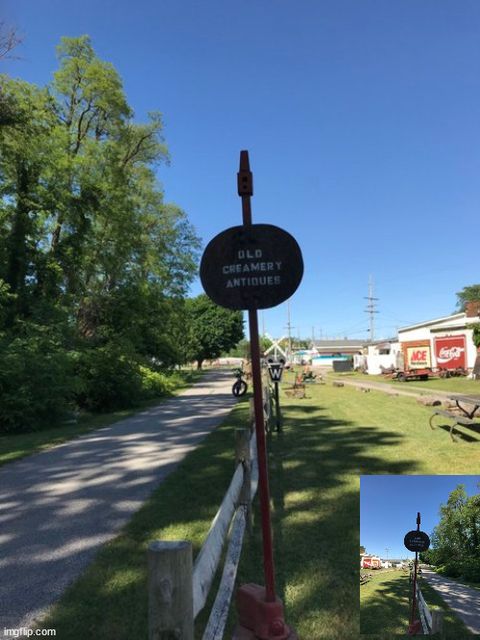 OLD
CREAMERY
ANTIQUES
ACE
Coca-Cola
imgflip.com